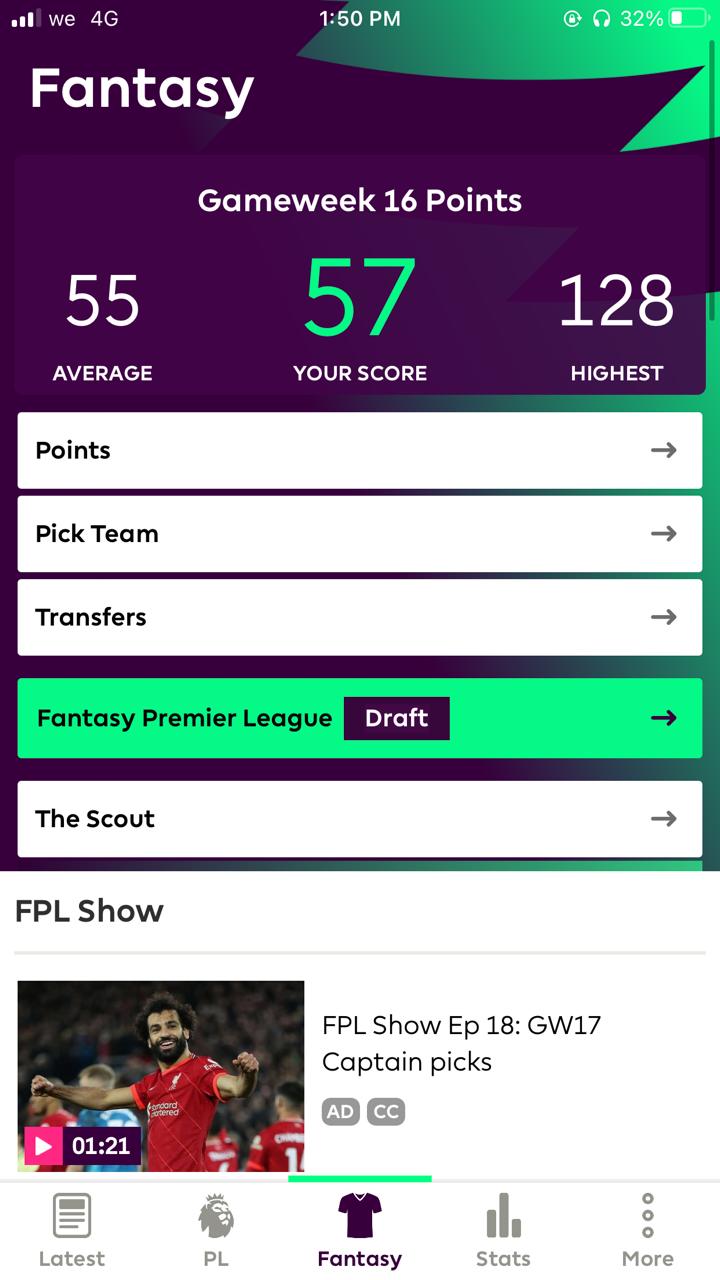 we 4G 1:50 PM 32%
Fantasy
Gameweek 16 Points
55 57 128
AVERAGE YOUR SCORE HIGHEST
Points
Pick Team
Transfers
Fantasy Premier League Draft
The Scout
FPL Show
FPL Show Ep 18: GW17
Captain picks
AD CC
standard
chartered
01:21
Latest PL Fantasy Stats More